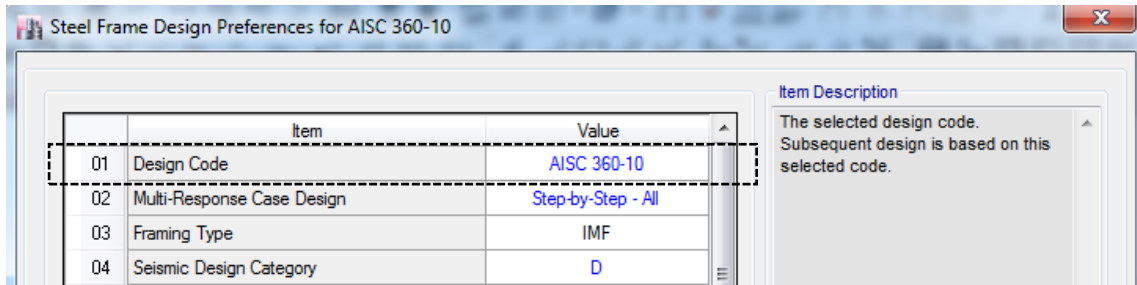 Steel Frame Design Preferences for AISC 360-10
Item Value
01 Design Code AISC 360-10
02 Multi-Response Case Design Step-by-Step - All
03 Framing Type IMF
04 Seismic Design Category D
Item Description
The selected design code.
Subsequent design is based on this
selected code.